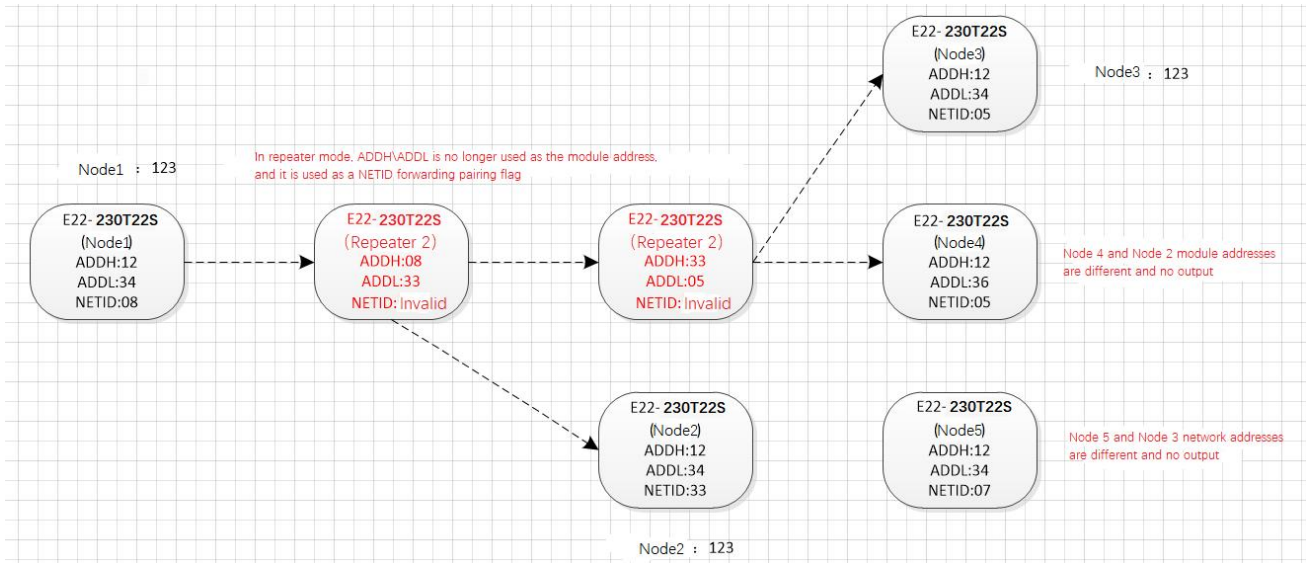 E22- 230T22S
(Node3)
ADDH:12
ADDL:34
NETID:05
Node3 : 123
Node1 : 123
In repeater mode, ADDH\ADDL is no longer used as the module address,
and it is used as a NETID forwarding pairing flag
E22- 230T22S
(Node1)
ADDH:12
ADDL:34
NETID:08
E22- 230T22S
(Repeater 2)
ADDH:08
ADDL:33
NETID: Invalid
E22- 230T22S
(Repeater 2)
ADDH:33
ADDL:05
NETID: Invalid
E22- 230T22S
(Node4)
ADDH:12
ADDL:36
NETID:05
Node 4 and Node 2 module addresses
are different and no output
E22- 230T22S
(Node2)
ADDH:12
ADDL:34
NETID:33
E22- 230T22S
(Node5)
ADDH:12
ADDL:34
NETID:07
Node 5 and Node 3 network addresses
are different and no output
Node2 : 123